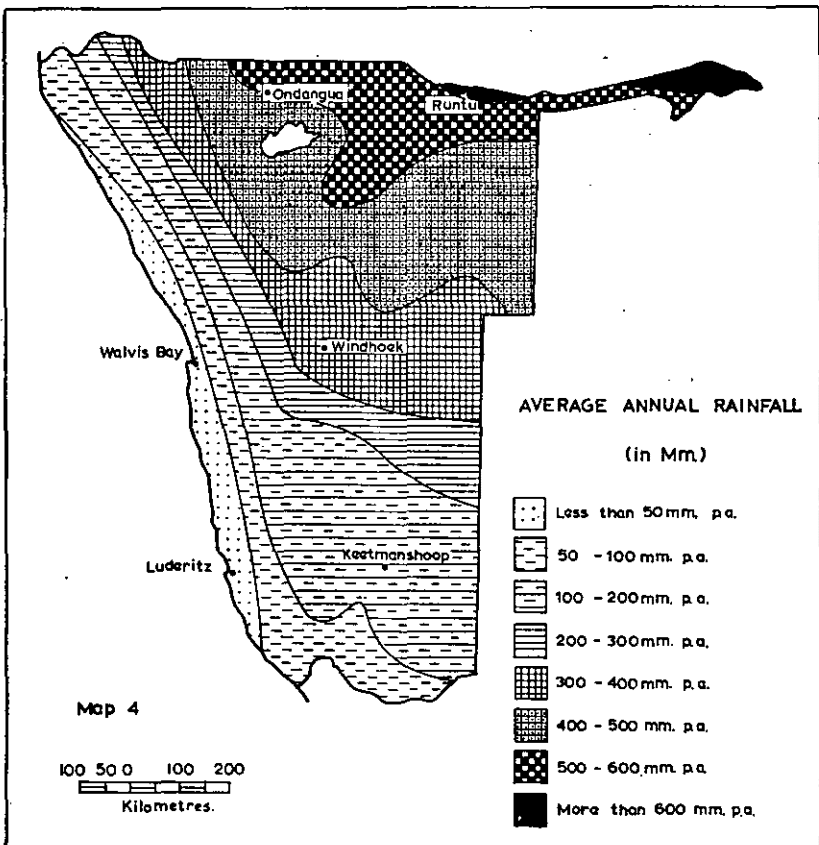 Ondangua
Runtu
Windhoek
Walvis Bay
AVERAGE ANNUAL RAINFALL
(in Mm.)
Less than 50 mm. p.a.
50 - 100 mm. p.a.
Keetmanshoop
Luderitz
100 - 200 mm. p.a.
200 - 300 mm. p.a.
300 - 400 mm. p.a.
Map 4
400 - 500 mm. p.a.
500 - 600 mm. p.a.
100 50 0 100 200
Kilometres.
More than 600 mm. p.a.